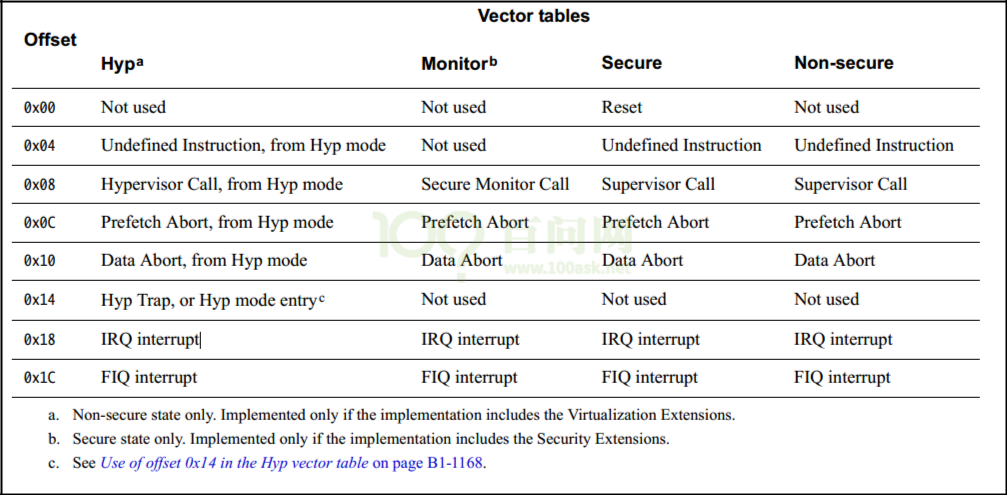 Vector tables
Offset
Hypa Monitorb Secure Non-secure
0x00 Not used Not used Reset Not used
0x04 Undefined Instruction, from Hyp mode Not used Undefined Instruction Undefined Instruction
0x08 Hypervisor Call, from Hyp mode Secure Monitor Call Supervisor Call Supervisor Call
0x0C Prefetch Abort, from Hyp mode Prefetch Abort Prefetch Abort Prefetch Abort
100 百问网
0x10 Data Abort, from Hyp mode Data Abort Data Abort Data Abort
www.100ask.net
0x14 Hyp Trap, or Hyp mode entryc Not used Not used Not used
0x18 IRQ interrupt IRQ interrupt IRQ interrupt IRQ interrupt
0x1C FIQ interrupt FIQ interrupt FIQ interrupt FIQ interrupt
a. Non-secure state only. Implemented only if the implementation includes the Virtualization Extensions.
b. Secure state only. Implemented only if the implementation includes the Security Extensions.
c. See Use of offset 0x14 in the Hyp vector table on page B1-1168.